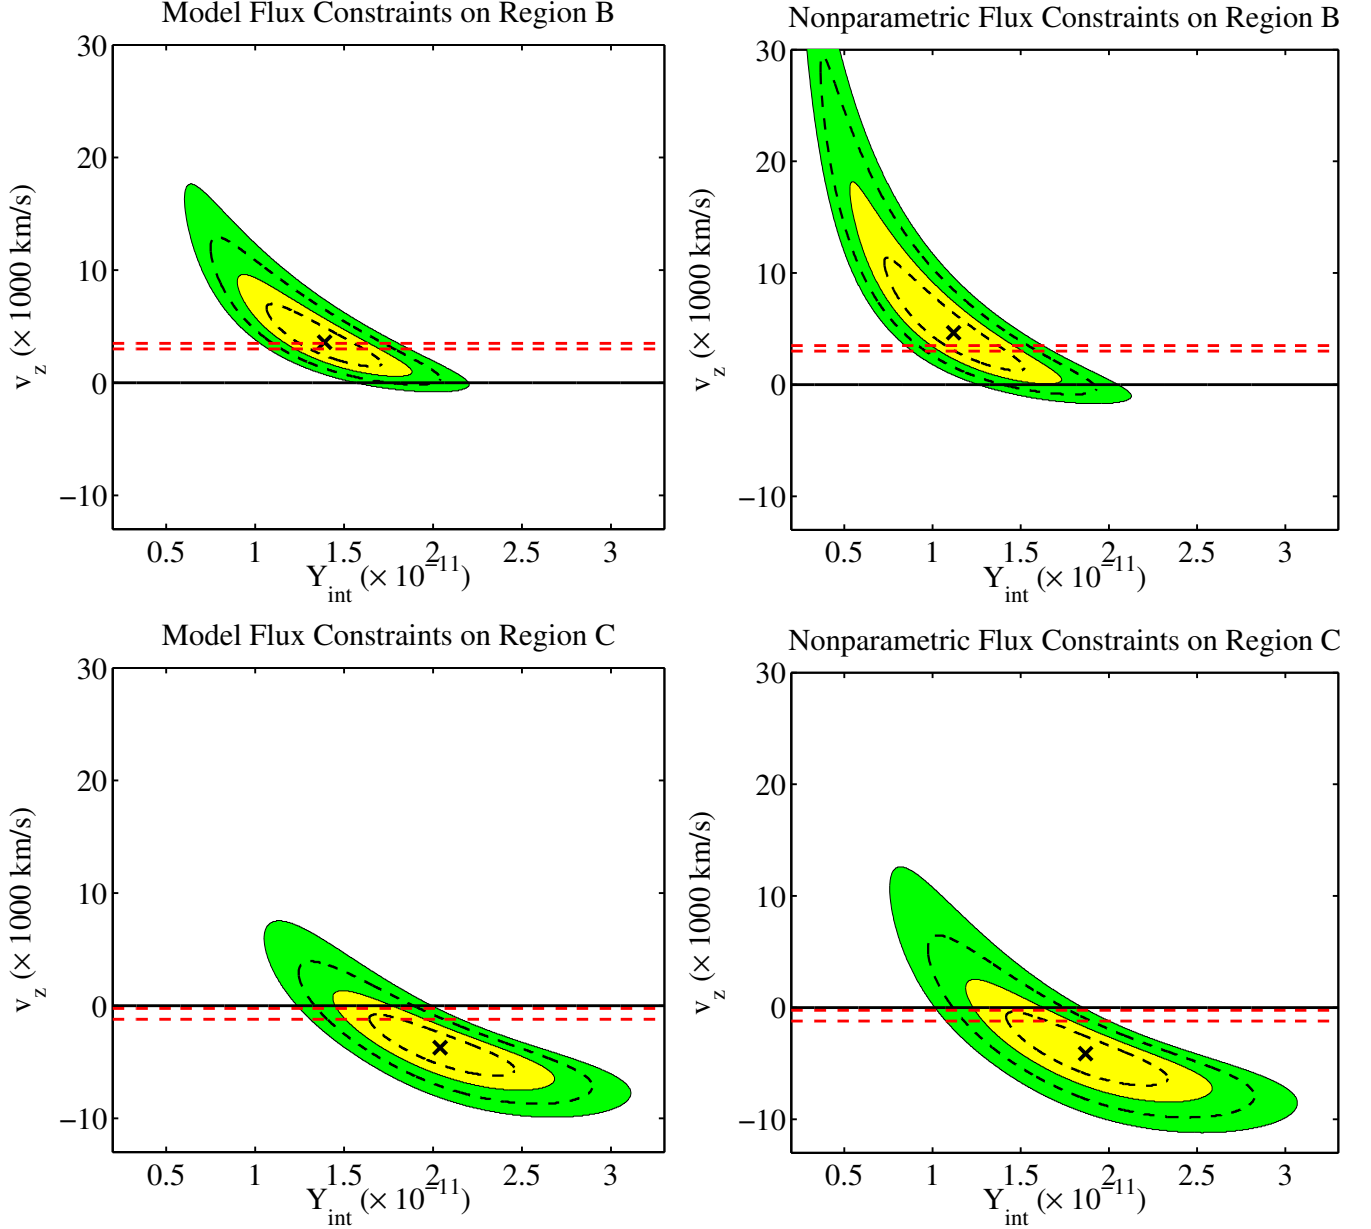 Model Flux Constraints on Region B
30
20
10
0
−10
v_z (× 1000 km/s)
0.5 1 1.5 2 2.5 3
Y_int (× 10^−11)
Nonparametric Flux Constraints on Region B
30
20
10
0
−10
v_z (× 1000 km/s)
0.5 1 1.5 2 2.5 3
Y_int (× 10^−11)
Model Flux Constraints on Region C
30
20
10
0
−10
v_z (× 1000 km/s)
0.5 1 1.5 2 2.5 3
Y_int (× 10^−11)
Nonparametric Flux Constraints on Region C
30
20
10
0
−10
v_z (× 1000 km/s)
0.5 1 1.5 2 2.5 3
Y_int (× 10^−11)